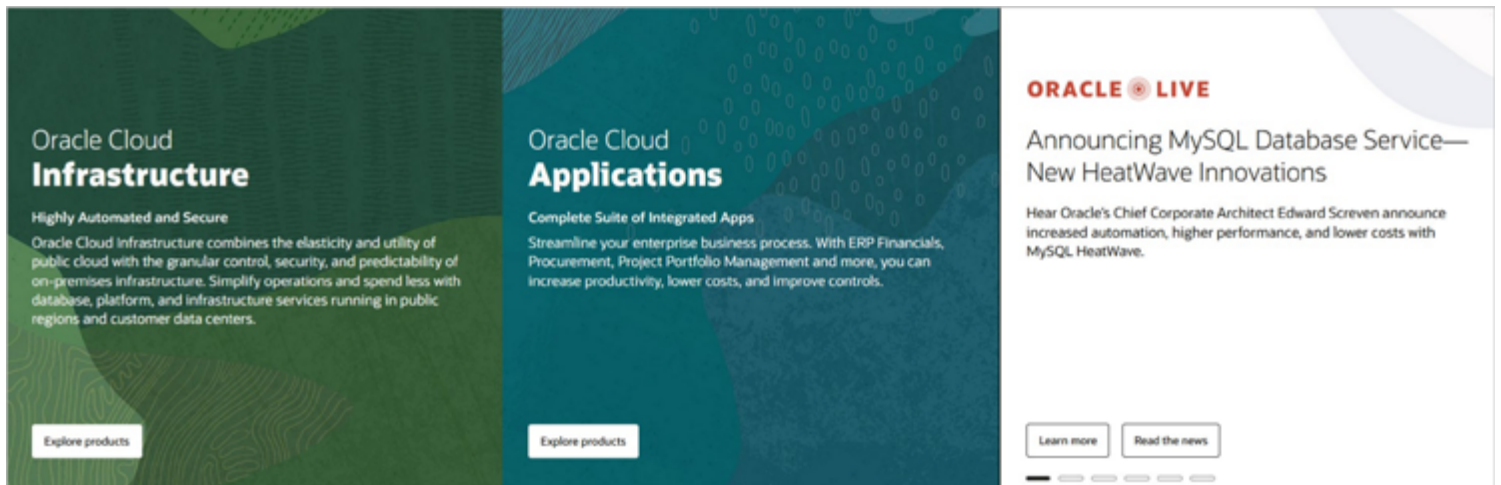 Oracle Cloud
Infrastructure
Highly Automated and Secure
Oracle Cloud Infrastructure combines the elasticity and utility of
public cloud with the granular control, security, and predictability of
on-premises infrastructure. Simplify operations and spend less with
database, platform, and infrastructure services running in public
regions and customer data centers.
Explore products
Oracle Cloud
Applications
Complete Suite of Integrated Apps
Streamline your enterprise business process. With ERP Financials,
Procurement, Project Portfolio Management and more, you can
increase productivity, lower costs, and improve controls.
Explore products
ORACLE LIVE
Announcing MySQL Database Service—
New HeatWave Innovations
Hear Oracle's Chief Corporate Architect Edward Screven announce
increased automation, higher performance, and lower costs with
MySQL HeatWave.
Learn more
Read the news